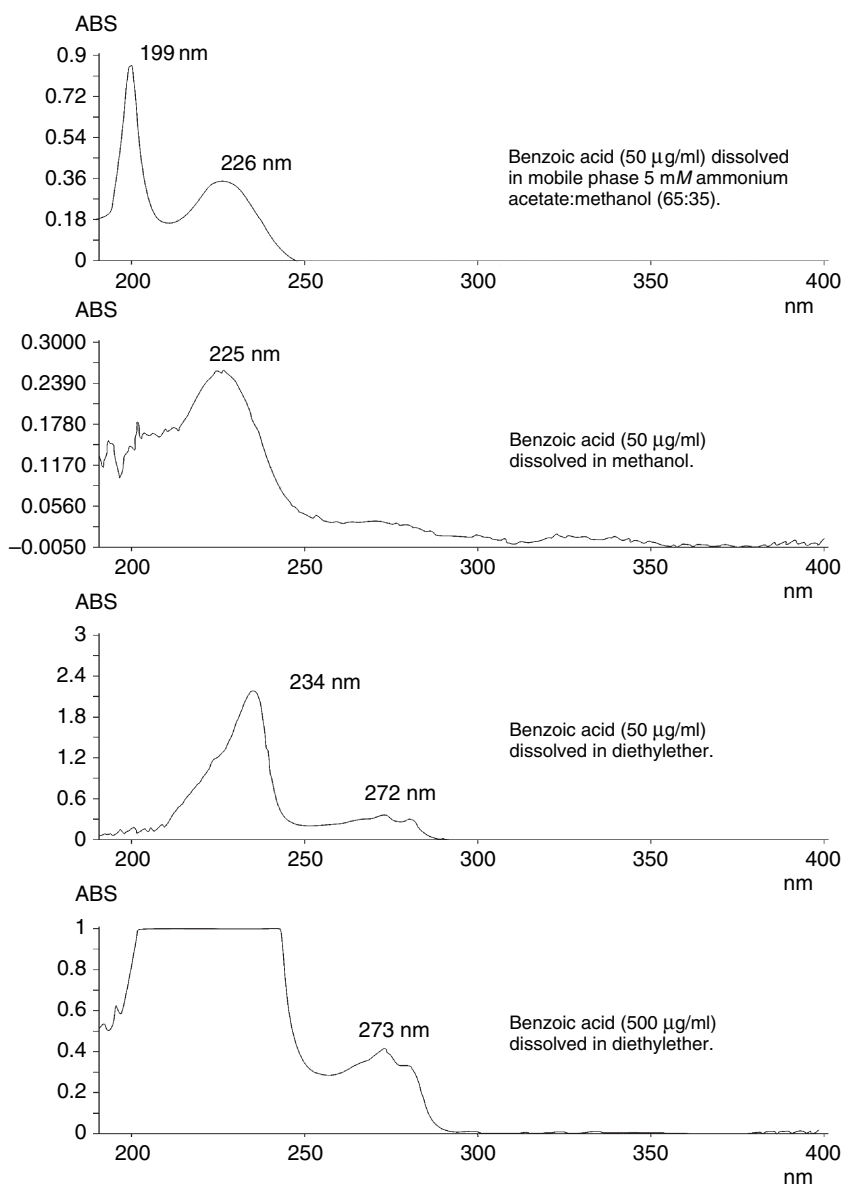 ABS
0.9
0.72
0.54
0.36
0.18
0
199 nm
226 nm
Benzoic acid (50 μg/ml) dissolved
in mobile phase 5 mM ammonium
acetate:methanol (65:35).
200 250 300 350 400
nm
ABS
0.3000
0.2390
0.1780
0.1170
0.0560
–0.0050
225 nm
Benzoic acid (50 μg/ml)
dissolved in methanol.
200 250 300 350 400
nm
ABS
3
2.4
1.8
1.2
0.6
0
234 nm
272 nm
Benzoic acid (50 μg/ml)
dissolved in diethylether.
200 250 300 350 400
nm
ABS
1
0.8
0.6
0.4
0.2
0
273 nm
Benzoic acid (500 μg/ml)
dissolved in diethylether.
200 250 300 350 400
nm